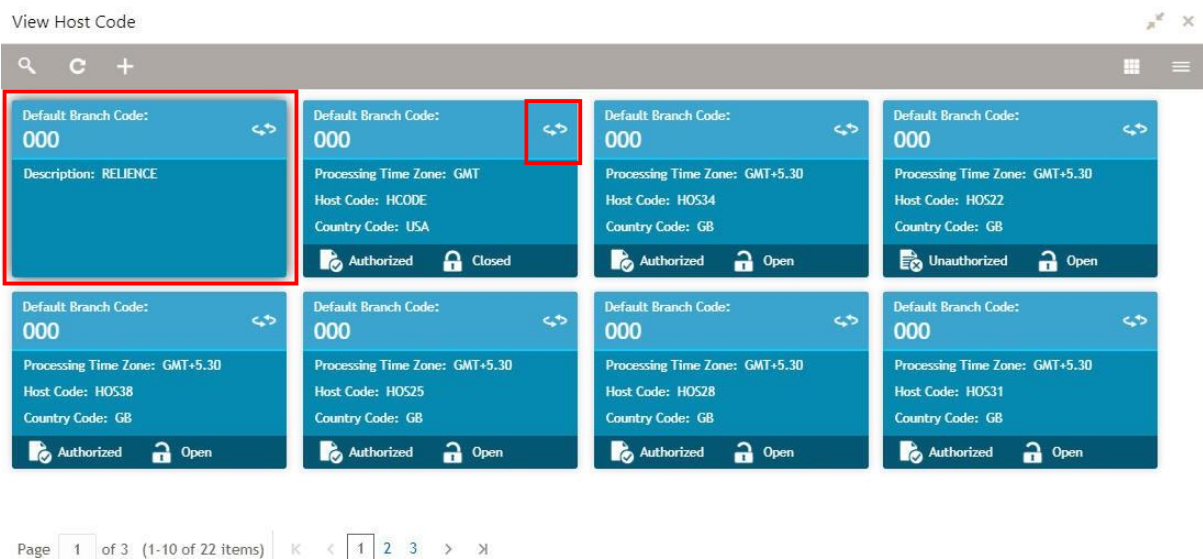 View Host Code
Default Branch Code:
000
Description: RELIENCE
Default Branch Code:
000
Processing Time Zone: GMT
Host Code: HCODE
Country Code: USA
Authorized Closed
Default Branch Code:
000
Processing Time Zone: GMT+5.30
Host Code: HOS34
Country Code: GB
Authorized Open
Default Branch Code:
000
Processing Time Zone: GMT+5.30
Host Code: HOS22
Country Code: GB
Unauthorized Open
Default Branch Code:
000
Processing Time Zone: GMT+5.30
Host Code: HOS38
Country Code: GB
Authorized Open
Default Branch Code:
000
Processing Time Zone: GMT+5.30
Host Code: HOS25
Country Code: GB
Authorized Open
Default Branch Code:
000
Processing Time Zone: GMT+5.30
Host Code: HOS28
Country Code: GB
Authorized Open
Default Branch Code:
000
Processing Time Zone: GMT+5.30
Host Code: HOS31
Country Code: GB
Authorized Open
Page 1 of 3 (1-10 of 22 items) 1 2 3